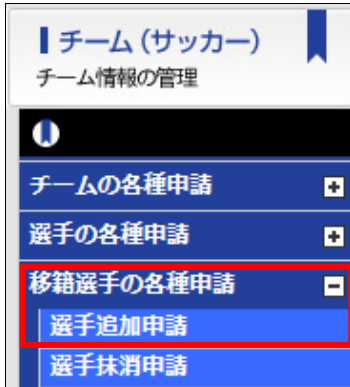 チーム（サッカー）
チーム情報の管理
チームの各種申請
選手の各種申請
移籍選手の各種申請
選手追加申請
選手抹消申請